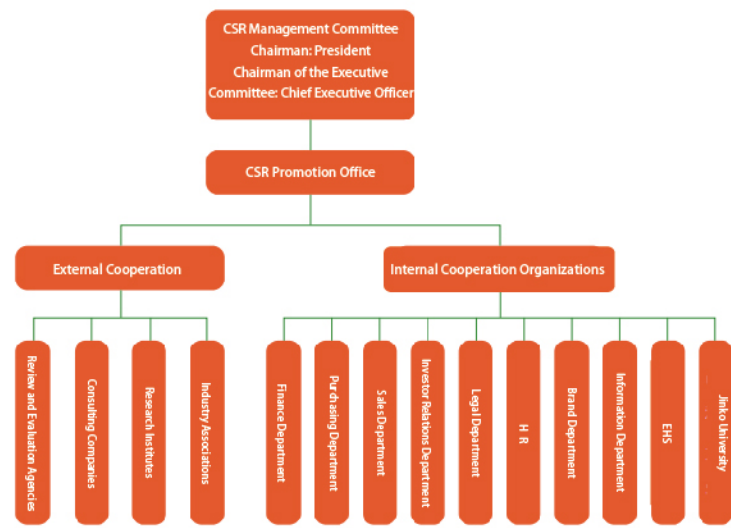 CSR Management Committee
Chairman: President
Chairman of the Executive
Committee: Chief Executive Officer
CSR Promotion Office
External Cooperation
Internal Cooperation Organizations
Review and Evaluation Agencies
Consulting Companies
Research Institutes
Industry Associations
Finance Department
Purchasing Department
Sales Department
Investor Relations Department
Legal Department
H R
Brand Department
Information Department
EHS
Jinko University